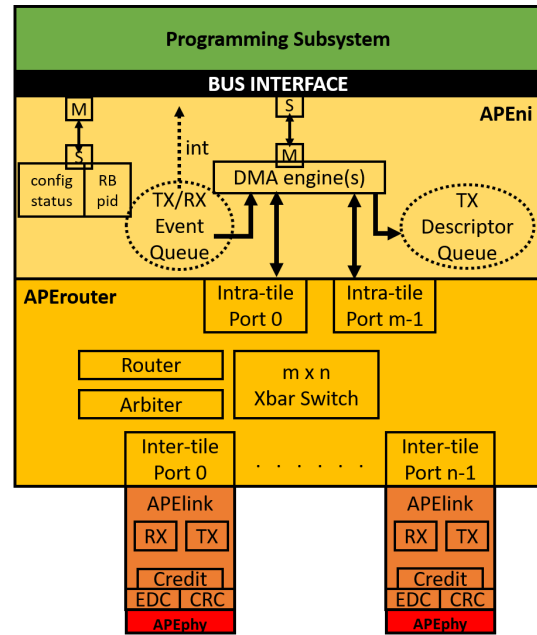 Programming Subsystem
BUS INTERFACE
M
S
APEni
int
S
M
config
status
RB
pid
DMA engine(s)
TX/RX
Event
Queue
TX
Descriptor
Queue
APErouter
Intra-tile
Port 0
Intra-tile
Port m-1
Router
Arbiter
m x n
Xbar Switch
Inter-tile
Port 0
. . . . . .
Inter-tile
Port n-1
APElink
RX
TX
Credit
EDC
CRC
APEphy
APElink
RX
TX
Credit
EDC
CRC
APEphy